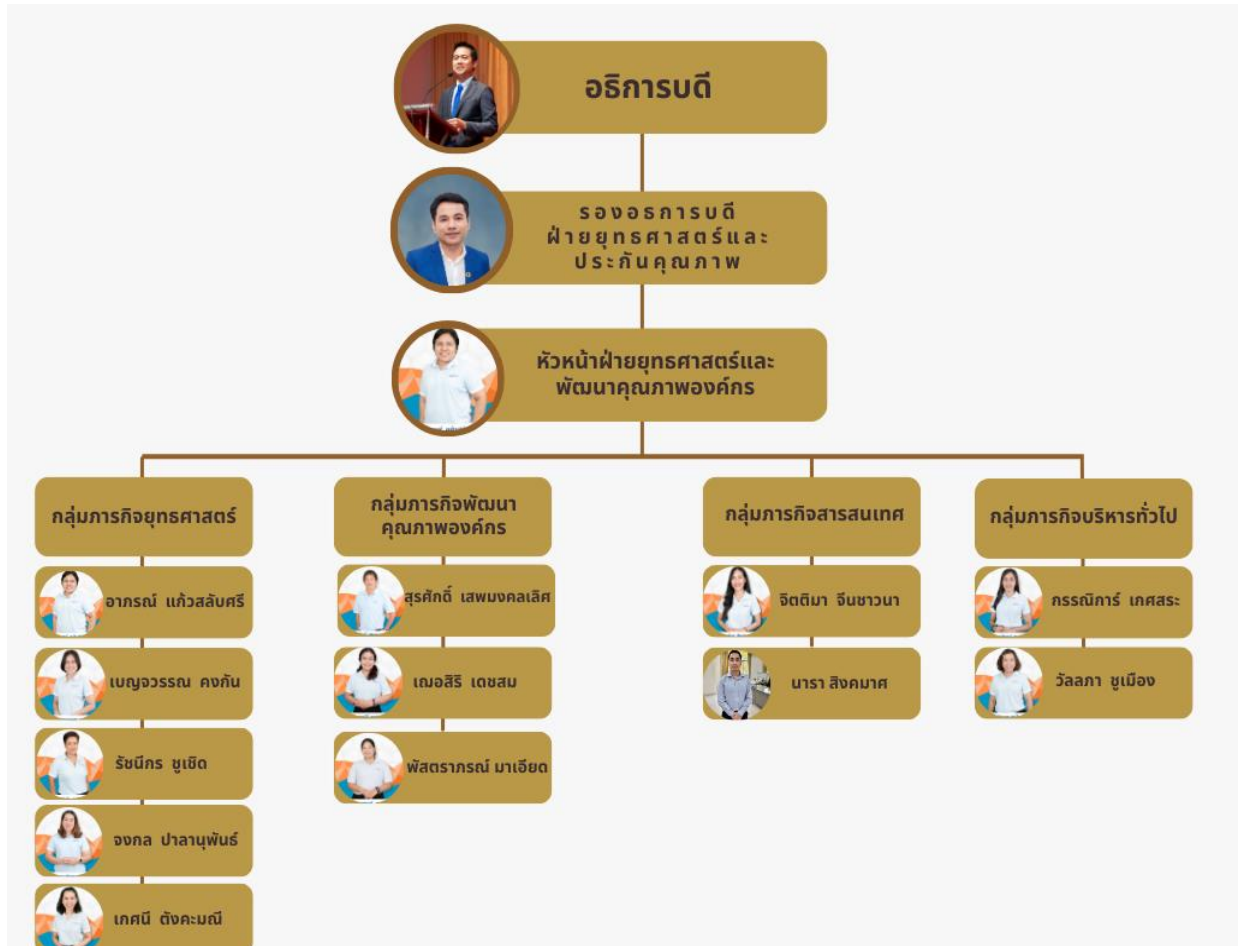 อธิการบดี
รองอธการบดี
ฝ่ายยุทธศาสตร์และ
ประกันคุณภาพ
หัวหน้าฝ่ายยุทธศาสตร์และ
พัฒนาคุณภาพองค์กร
กลุ่มภารกิจยุทธศาสตร์
อาภรณ์ แก้วสลับศรี
เบญจวรรณ คงกัน
รัชนีกร ชูเชิด
จงกล ปาลานุพันธ์
เกศนี ตังคะมณี
กลุ่มภารกิจพัฒนา
คุณภาพองค์กร
สุรศักดิ์ เสพมงคลเลิศ
เฌอสิริ เดชสม
พัสตราภรณ์ มาเอียด
กลุ่มภารกิจสารสนเทศ
จิตติมา จีนชาวนา
นารา สิงคมาศ
กลุ่มภารกิจบริหารทั่วไป
กรรณิการ์ เกศสระ
วัลลภา ชูเมือง